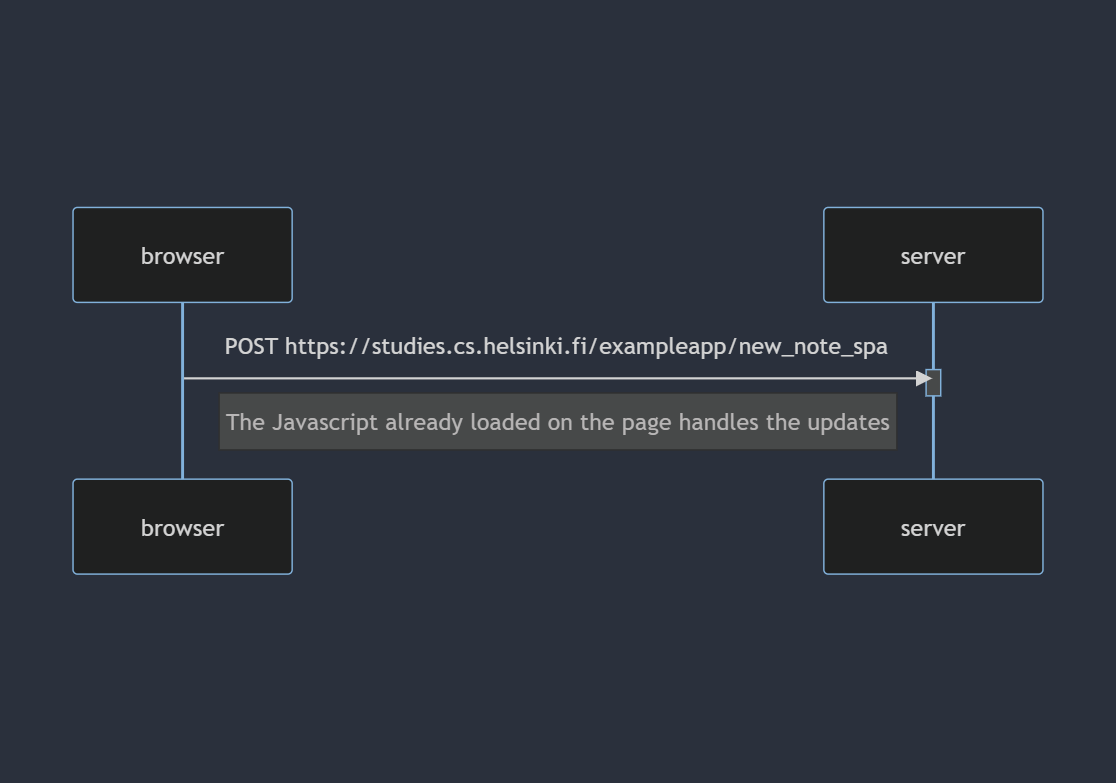 browser
server
POST https://studies.cs.helsinki.fi/exampleapp/new_note_spa
The Javascript already loaded on the page handles the updates
browser
server